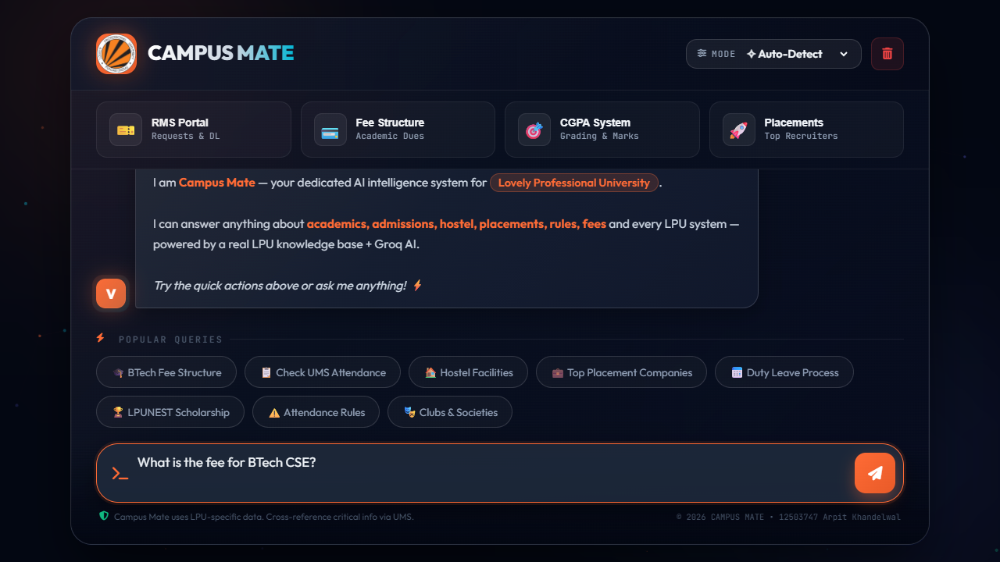 CAMPUS MATE
MODE
Auto-Detect
RMS Portal
Requests & DL
Fee Structure
Academic Dues
CGPA System
Grading & Marks
Placements
Top Recruiters
I am Campus Mate — your dedicated AI intelligence system for Lovely Professional University.
I can answer anything about academics, admissions, hostel, placements, rules, fees and every LPU system —
powered by a real LPU knowledge base + Groq AI.
Try the quick actions above or ask me anything! ⚡
V
POPULAR QUERIES
BTech Fee Structure
Check UMS Attendance
Hostel Facilities
Top Placement Companies
Duty Leave Process
LPUNEST Scholarship
Attendance Rules
Clubs & Societies
What is the fee for BTech CSE?
Campus Mate uses LPU-specific data. Cross-reference critical info via UMS.
© 2026 CAMPUS MATE • 12503747 Arpit Khandelwal